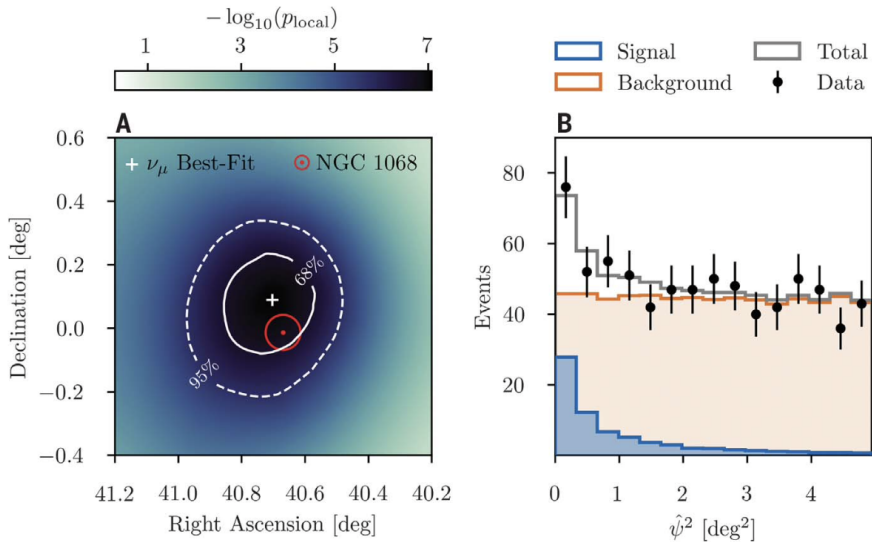 − log₁₀(p_local)
1 3 5 7
A
ν_μ Best-Fit
NGC 1068
68%
95%
0.6
0.4
0.2
0.0
−0.2
−0.4
Declination [deg]
41.2 41.0 40.8 40.6 40.4 40.2
Right Ascension [deg]
Signal
Total
Background
Data
B
80
60
40
20
Events
0 1 2 3 4
ψ̂² [deg²]